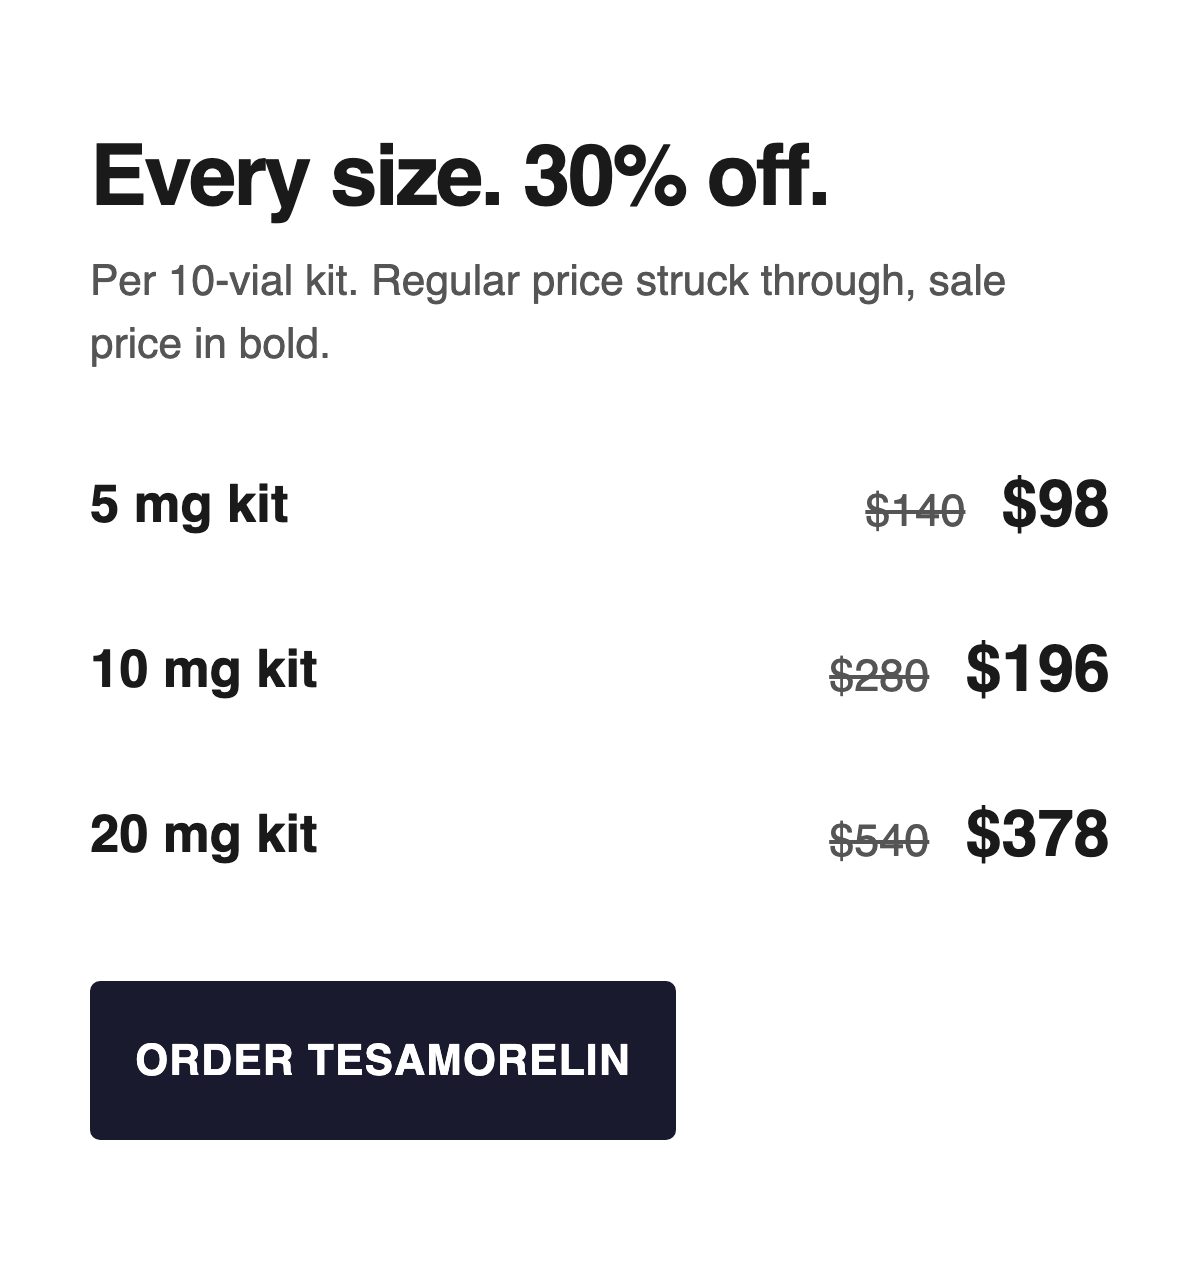 Every size. 30% off.
Per 10-vial kit. Regular price struck through, sale
price in bold.
5 mg kit $140 $98
10 mg kit $280 $196
20 mg kit $540 $378
ORDER TESAMORELIN